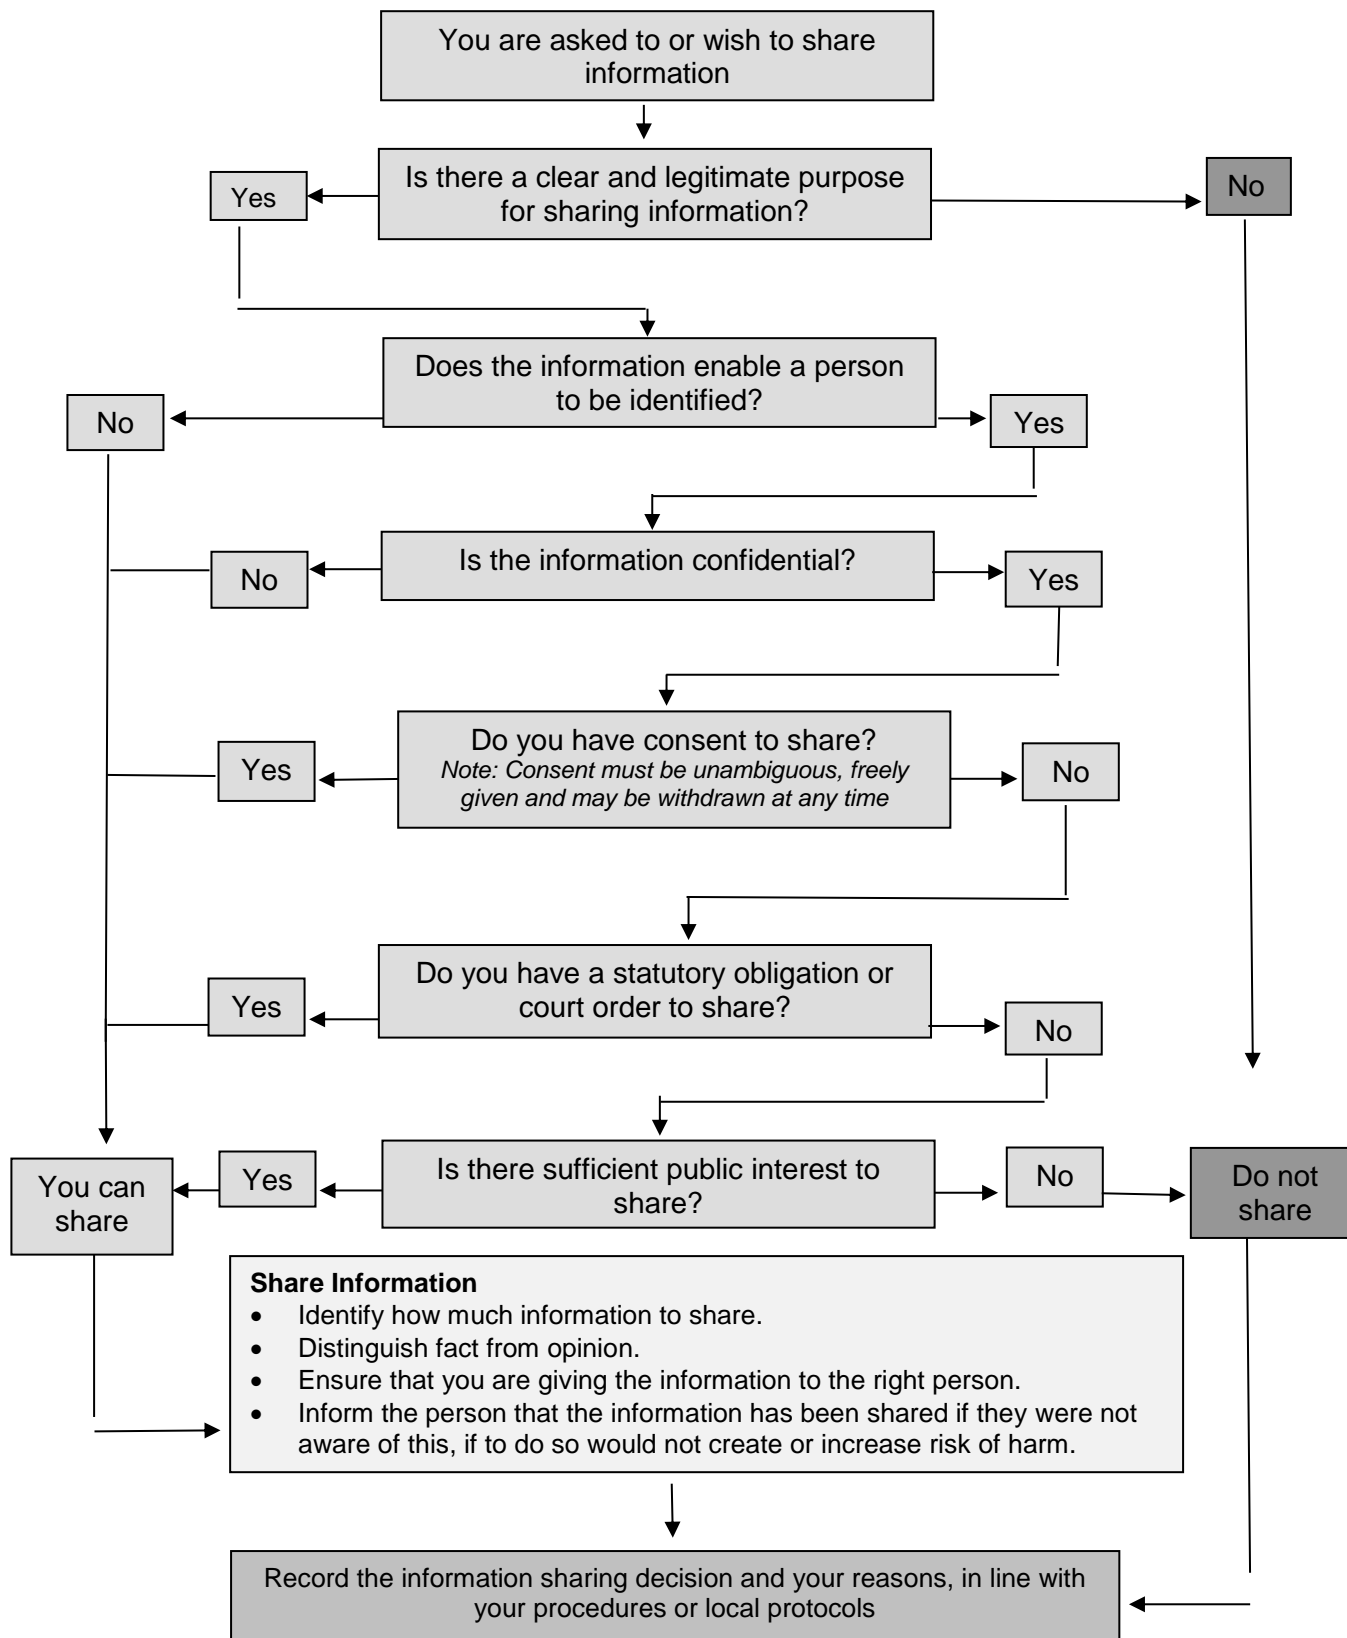 You are asked to or wish to share
information
Is there a clear and legitimate purpose
for sharing information?
Yes
No
Does the information enable a person
to be identified?
No
Yes
Is the information confidential?
No
Yes
Do you have consent to share?
Note: Consent must be unambiguous, freely
given and may be withdrawn at any time
Yes
No
Do you have a statutory obligation or
court order to share?
Yes
No
Is there sufficient public interest to
share?
Yes
No
You can
share
Do not
share
Share Information
• Identify how much information to share.
• Distinguish fact from opinion.
• Ensure that you are giving the information to the right person.
• Inform the person that the information has been shared if they were not
aware of this, if to do so would not create or increase risk of harm.
Record the information sharing decision and your reasons, in line with
your procedures or local protocols